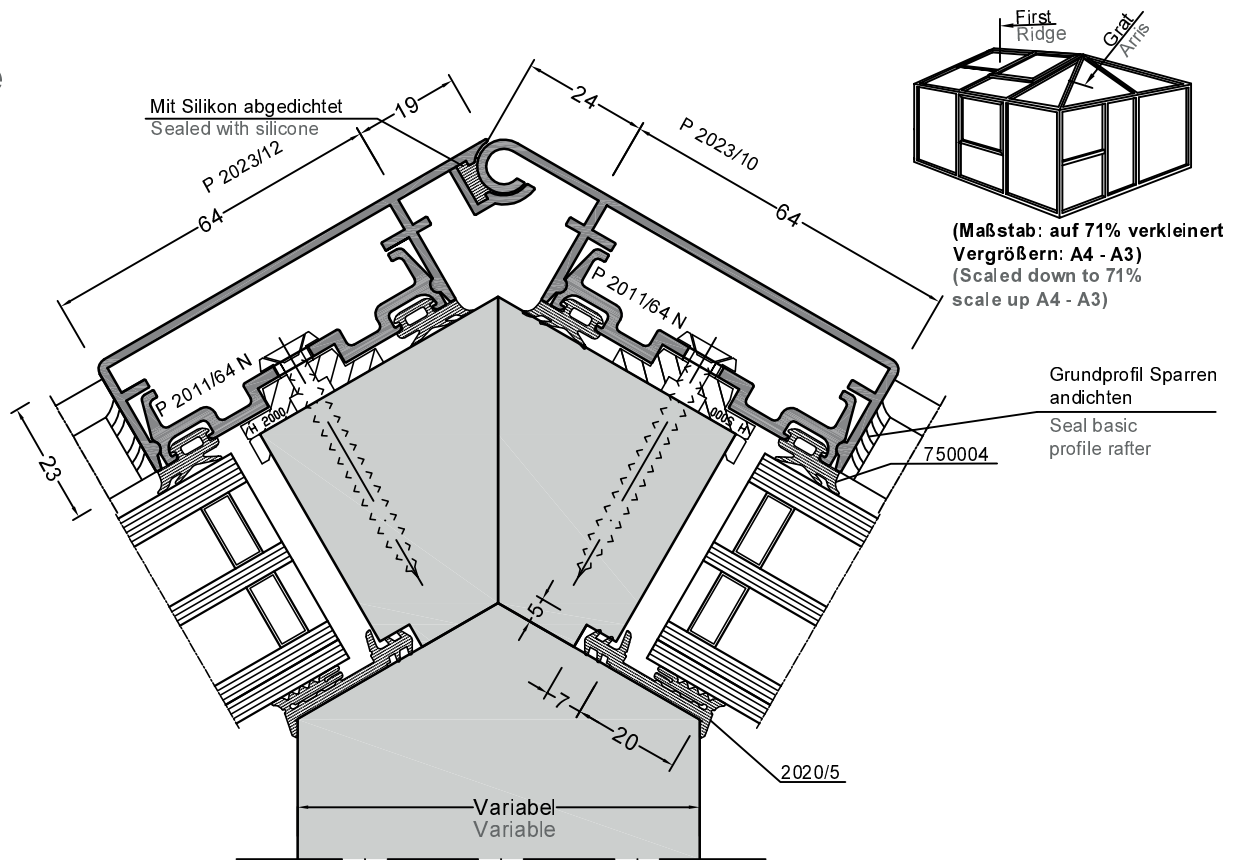 First
Ridge
Grat
Arris
e
Mit Silikon abgedichtet
Sealed with silicone
19
24
P 2023/12
P 2023/10
64
64
(Maßstab: auf 71% verkleinert
Vergrößern: A4 - A3)
(Scaled down to 71%
scale up A4 - A3)
P 2011/64 N
P 2011/64 N
Grundprofil Sparren
andichten
Seal basic
profile rafter
750004
H 2000
H 2000
23
5
7
20
2020/5
Variabel
Variable